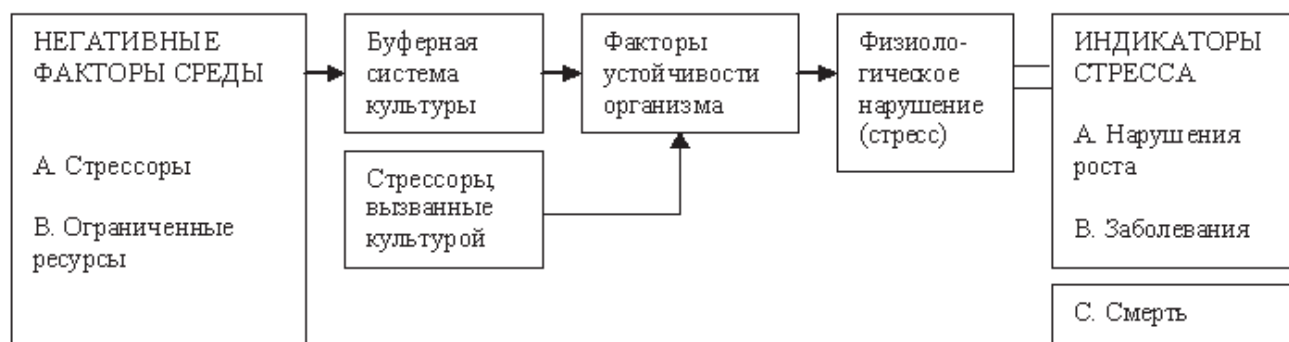 НЕГАТИВНЫЕ
ФАКТОРЫ СРЕДЫ
А. Стрессоры
В. Ограниченные
ресурсы
Буферная
система
культуры
Стрессоры,
вызванные
культурой
Факторы
устойчивости
организма
Физиоло-
гическое
нарушение
(стресс)
ИНДИКАТОРЫ
СТРЕССА
А. Нарушения
роста
В. Заболевания
С. Смерть